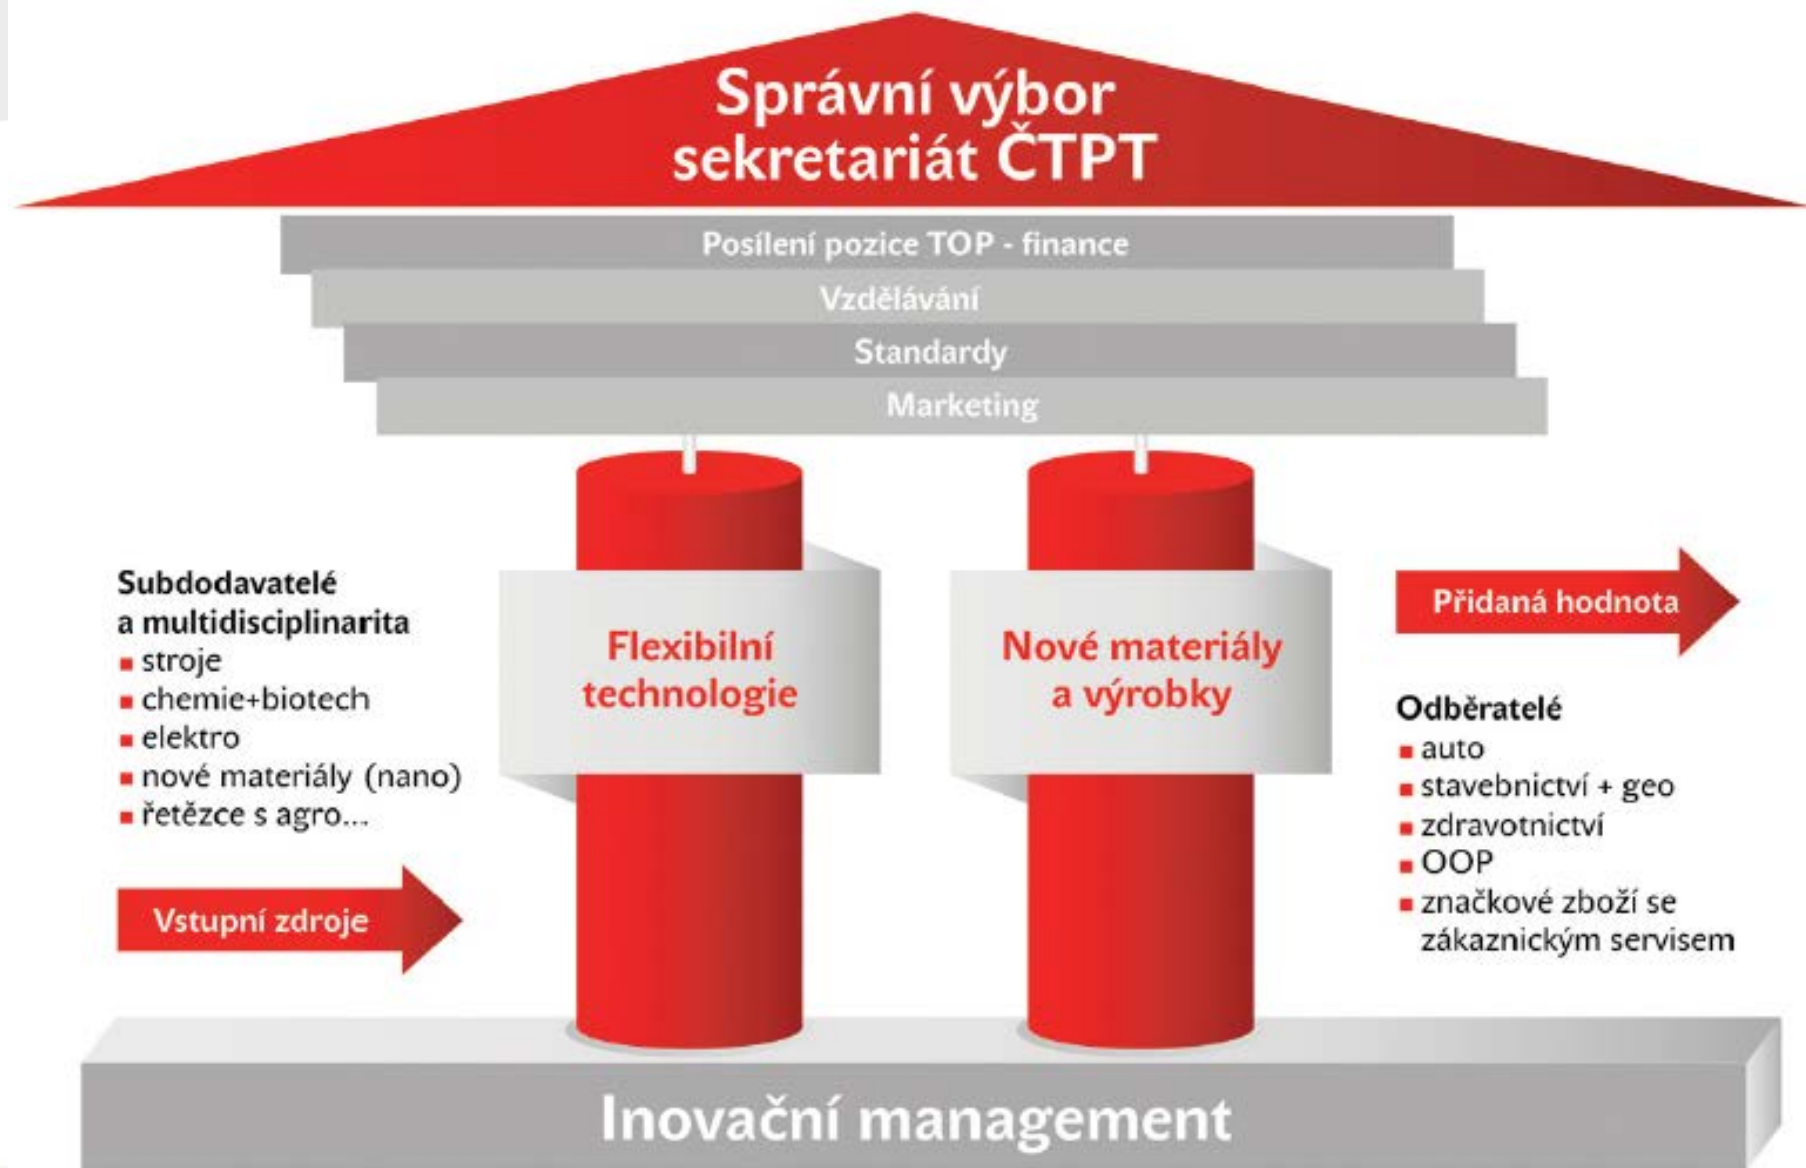 Správní výbor
sekretariát ČTPT
Posílení pozice TOP - finance
Vzdělávání
Standardy
Marketing
Subdodavatelé
a multidisciplinarita
stroje
chemie+biotech
elektro
nové materiály (nano)
řetězce s agro...
Vstupní zdroje
Flexibilní
technologie
Nové materiály
a výrobky
Přidaná hodnota
Odběratelé
auto
stavebnictví + geo
zdravotnictví
OOP
značkové zboží se
zákaznickým servisem
Inovační management